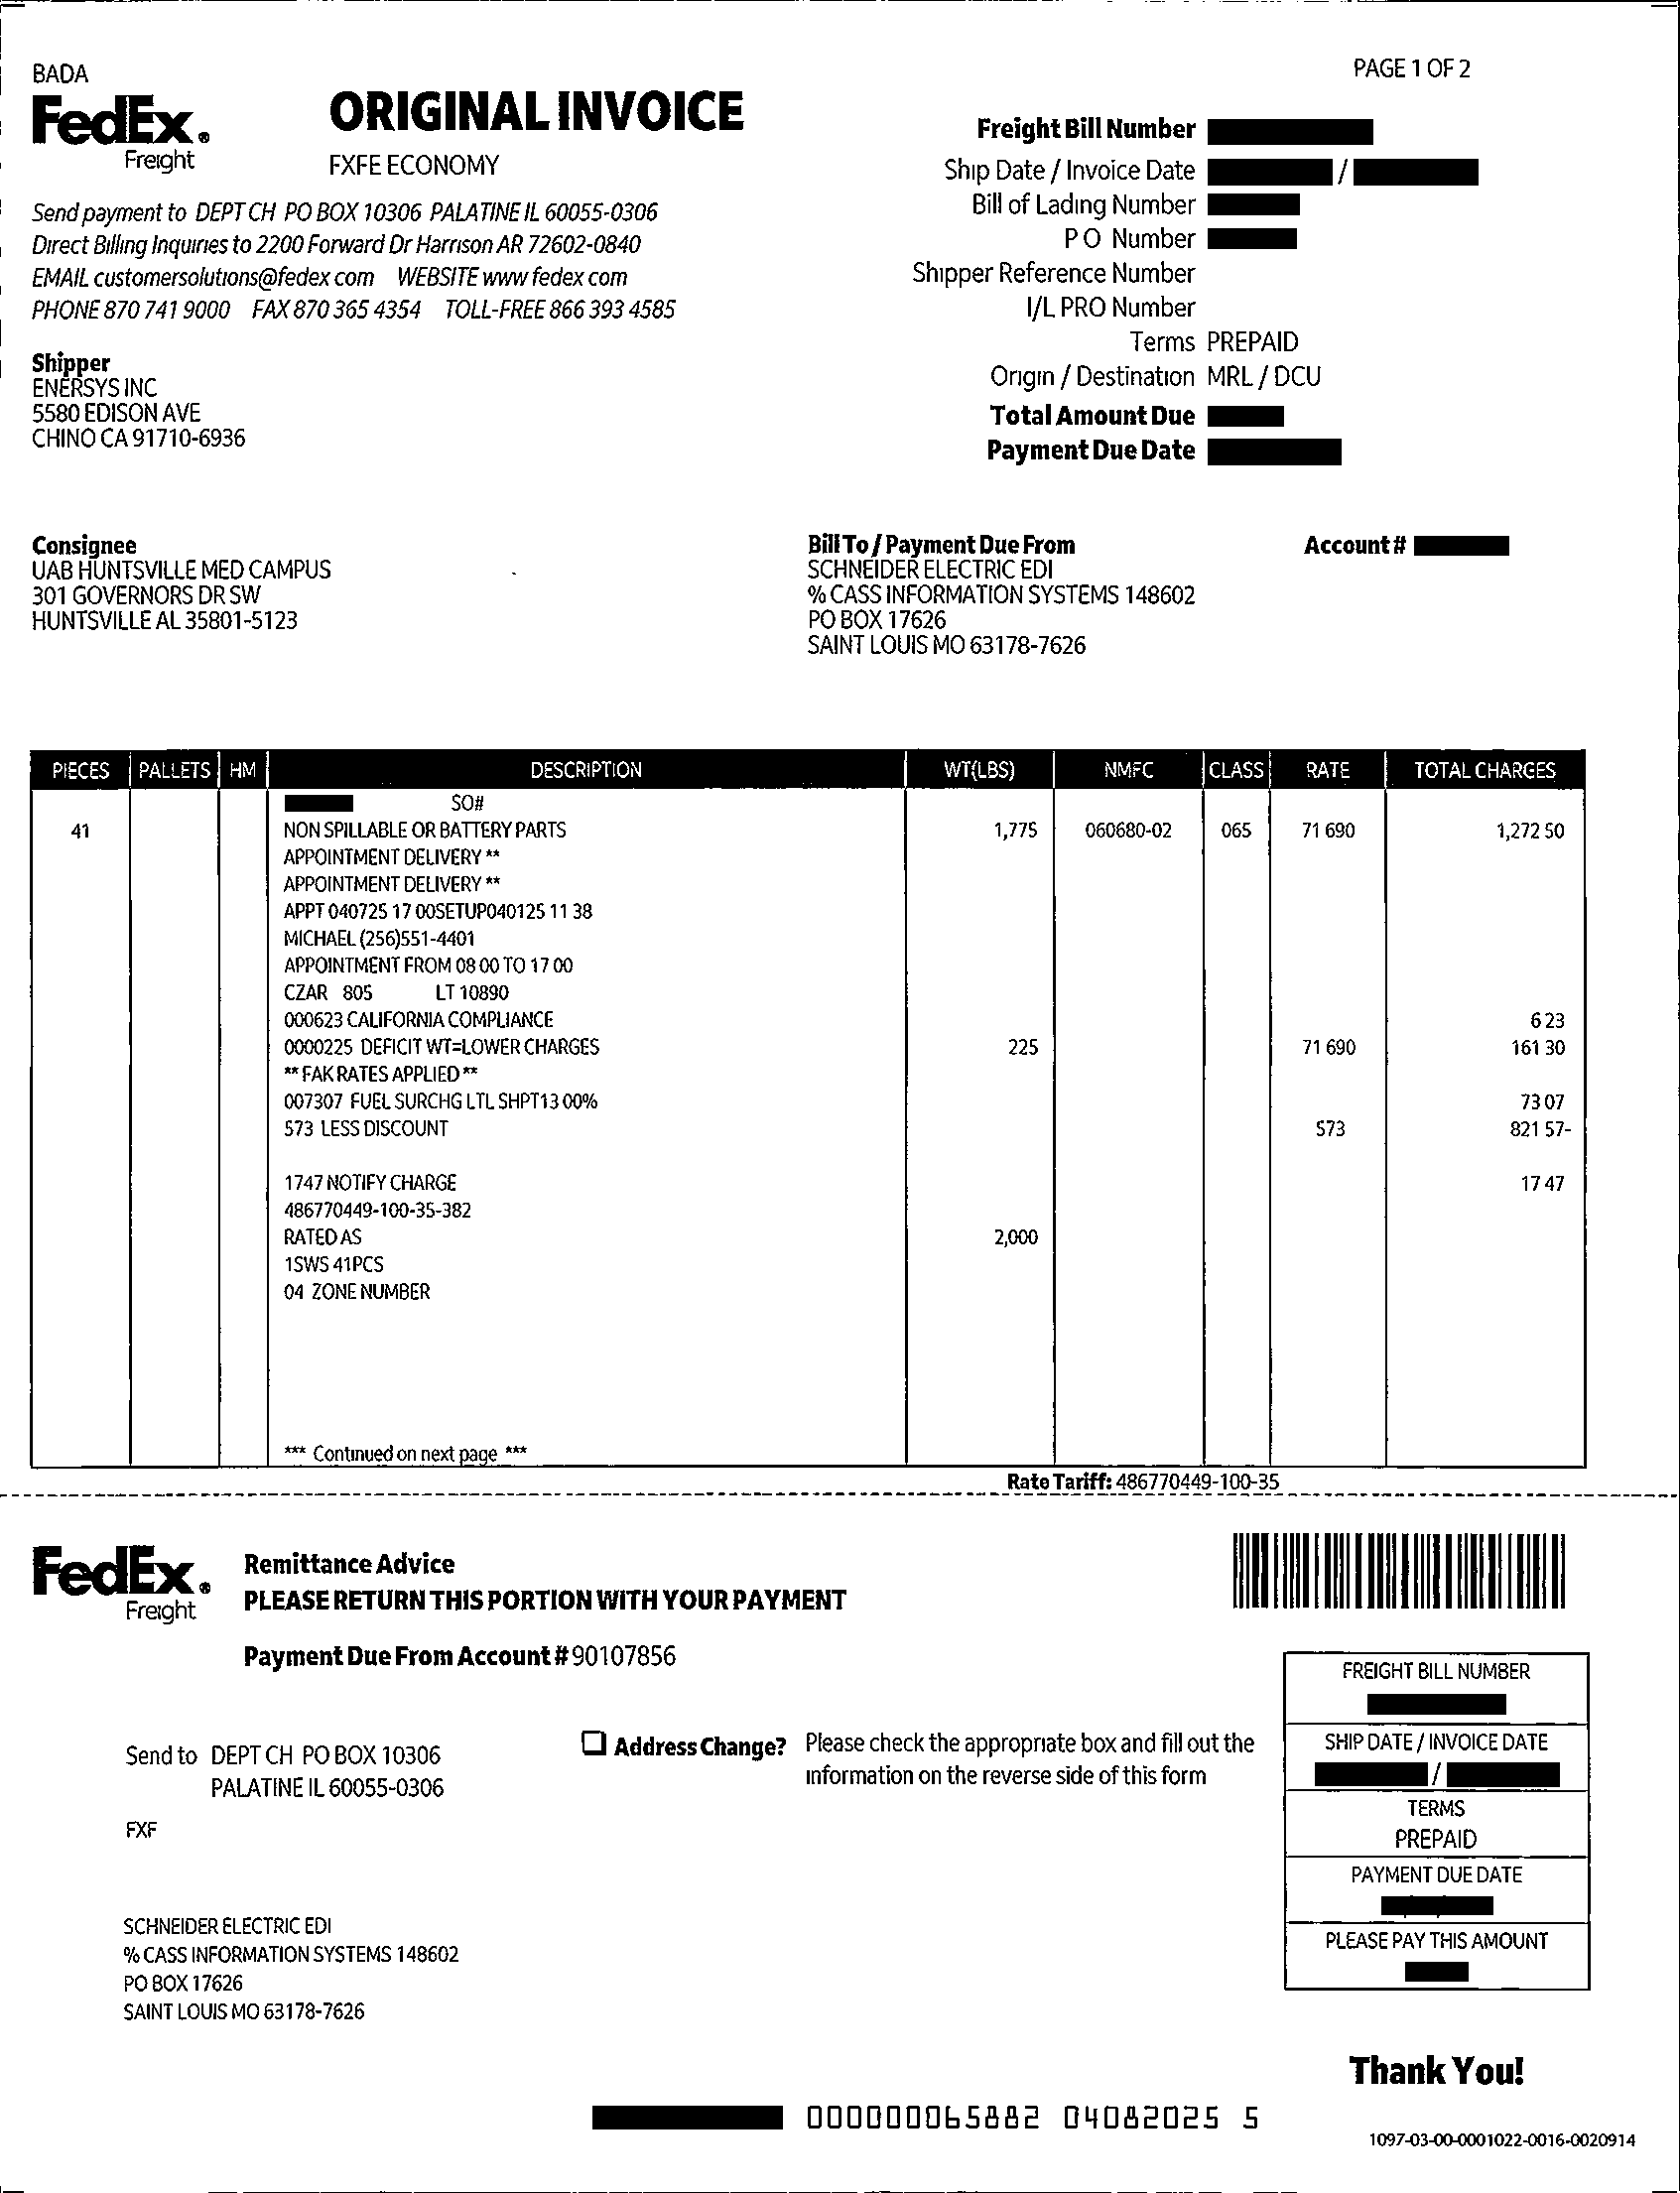 BADA
PAGE 1 OF 2
FedEx®
Freight
ORIGINAL INVOICE
FXFE ECONOMY
Send payment to DEPT CH PO BOX 10306 PALATINE IL 60055-0306
Direct Billing Inquiries to 2200 Forward Dr Harrison AR 72602-0840
EMAIL customersolutions@fedex com WEBSITE www fedex com
PHONE 870 741 9000 FAX 870 365 4354 TOLL-FREE 866 393 4585
Freight Bill Number
Ship Date / Invoice Date /
Bill of Lading Number
P O Number
Shipper Reference Number
I/L PRO Number
Terms PREPAID
Origin / Destination MRL / DCU
Total Amount Due
Payment Due Date
Shipper
ENERSYS INC
5580 EDISON AVE
CHINO CA 91710-6936
Consignee
UAB HUNTSVILLE MED CAMPUS
301 GOVERNORS DR SW
HUNTSVILLE AL 35801-5123
Bill To / Payment Due From Account #
SCHNEIDER ELECTRIC EDI
% CASS INFORMATION SYSTEMS 148602
PO BOX 17626
SAINT LOUIS MO 63178-7626
PIECES PALLETS HM DESCRIPTION WT(LBS) NMFC CLASS RATE TOTAL CHARGES
SO#
41 NON SPILLABLE OR BATTERY PARTS 1,775 060680-02 065 71 690 1,272 50
APPOINTMENT DELIVERY **
APPOINTMENT DELIVERY **
APPT 040725 17 00SETUP040125 11 38
MICHAEL (256)551-4401
APPOINTMENT FROM 08 00 TO 17 00
CZAR 805 LT 10890
000623 CALIFORNIA COMPLIANCE 6 23
0000225 DEFICIT WT=LOWER CHARGES 225 71 690 161 30
** FAK RATES APPLIED **
007307 FUEL SURCHG LTL SHPT13 00% 73 07
573 LESS DISCOUNT 573 821 57-
1747 NOTIFY CHARGE 17 47
486770449-100-35-382
RATED AS 2,000
1SWS 41PCS
04 ZONE NUMBER
*** Continued on next page ***
Rate Tariff: 486770449-100-35
FedEx®
Freight
Remittance Advice
PLEASE RETURN THIS PORTION WITH YOUR PAYMENT
Payment Due From Account # 90107856
Send to DEPT CH PO BOX 10306
PALATINE IL 60055-0306
FXF
Address Change? Please check the appropriate box and fill out the
information on the reverse side of this form
SCHNEIDER ELECTRIC EDI
% CASS INFORMATION SYSTEMS 148602
PO BOX 17626
SAINT LOUIS MO 63178-7626
FREIGHT BILL NUMBER
SHIP DATE / INVOICE DATE
/
TERMS
PREPAID
PAYMENT DUE DATE
PLEASE PAY THIS AMOUNT
Thank You!
000000065882 04082025 5
1097-03-00-0001022-0016-0020914